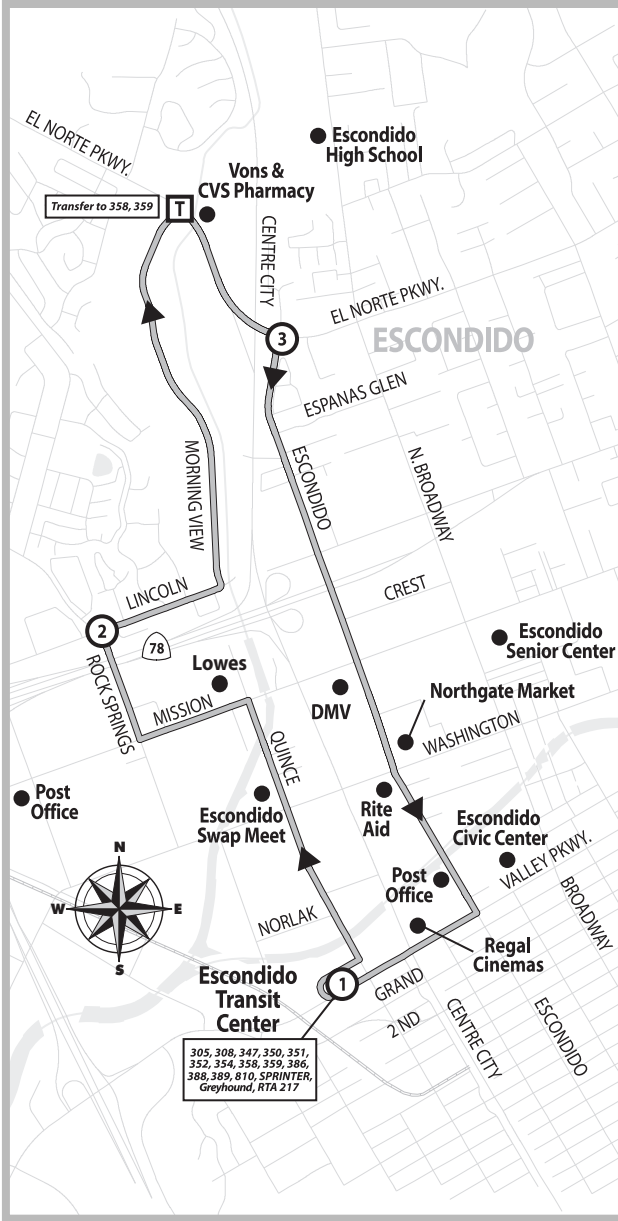 EL NORTE PKWY.
Escondido
High School
Vons &
CVS Pharmacy
Transfer to 358, 359
T
CENTRE CITY
EL NORTE PKWY.
3
ESCONDIDO
ESPANAS GLEN
ESCONDIDO
N. BROADWAY
MORNING VIEW
CREST
LINCOLN
2
78
Escondido
Senior Center
ROCK SPRINGS
Lowes
MISSION
DMV
Northgate Market
WASHINGTON
QUINCE
Post
Office
Escondido
Swap Meet
Rite
Aid
Escondido
Civic Center
VALLEY PKWY.
N
W
E
S
Post
Office
BROADWAY
NORLAK
Regal
Cinemas
Escondido
Transit
Center
1
GRAND
2 ND
CENTRE CITY
ESCONDIDO
305, 308, 347, 350, 351,
352, 354, 358, 359, 386,
388, 389, 810, SPRINTER,
Greyhound, RTA 217